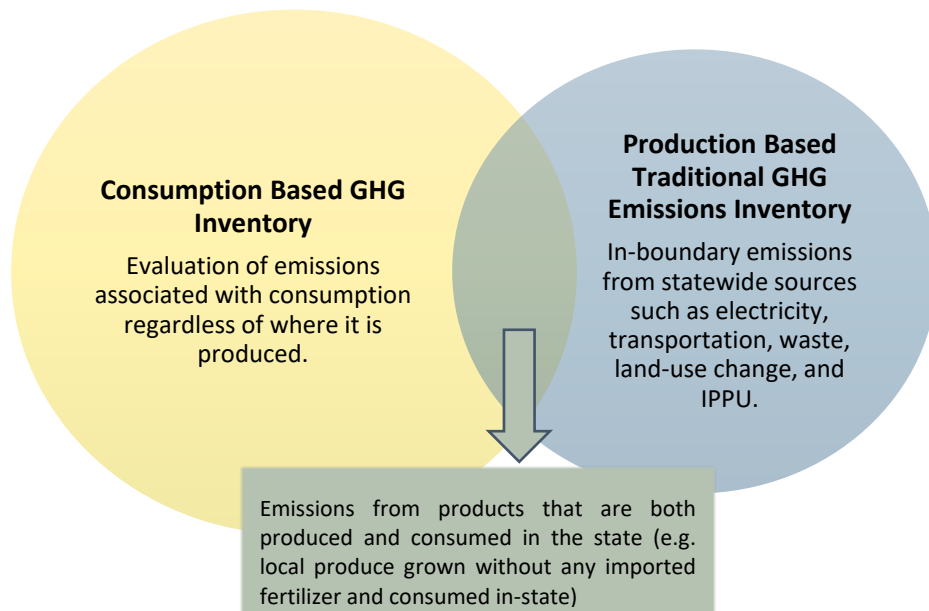 Consumption Based GHG
Inventory
Evaluation of emissions
associated with consumption
regardless of where it is
produced.
Production Based
Traditional GHG
Emissions Inventory
In-boundary emissions
from statewide sources
such as electricity,
transportation, waste,
land-use change, and
IPPU.
Emissions from products that are both
produced and consumed in the state (e.g.
local produce grown without any imported
fertilizer and consumed in-state)